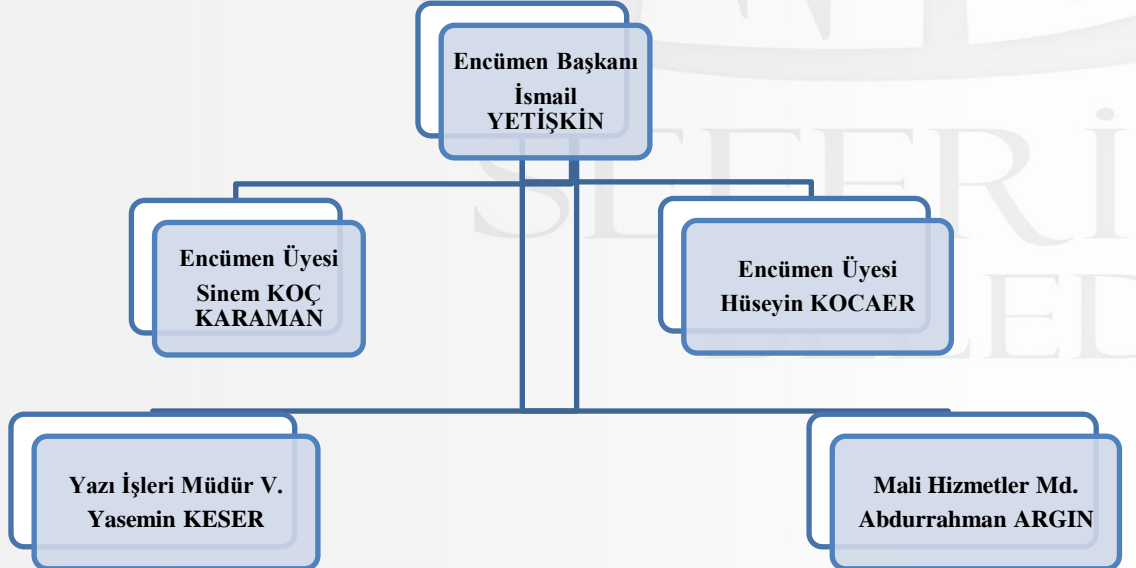 Encümen Başkanı
İsmail
YETİŞKİN
SEFERİ
Encümen Üyesi
Sinem KOÇ
KARAMAN
Encümen Üyesi
Hüseyin KOCAER
Yazı İşleri Müdür V.
Yasemin KESER
Mali Hizmetler Md.
Abdurrahman ARGIN